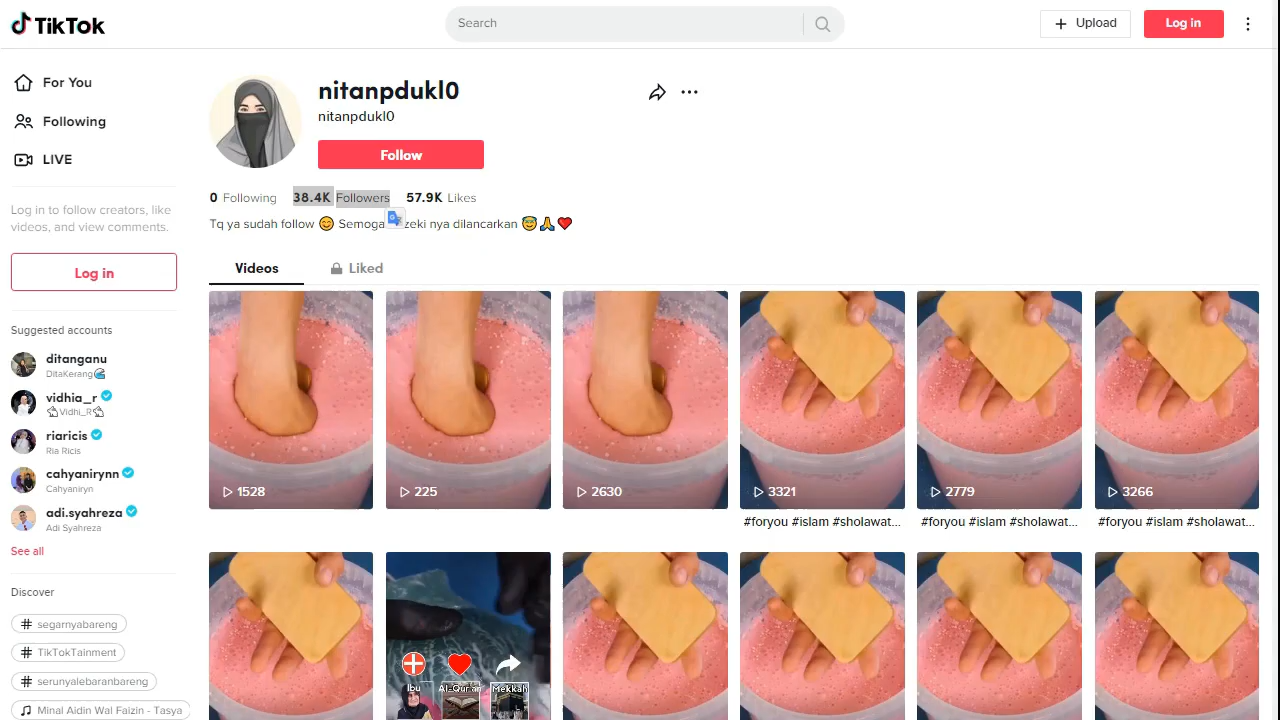 TikTok
Search
Upload
Log in
For You
Following
LIVE
Log in to follow creators, like
videos, and view comments.
Log in
Suggested accounts
ditanganu
DitaKerang
vidhia_r
Vidhi_R
riaricis
Ria Ricis
cahyanirynn
Cahyaniryn
adi.syahreza
Adi Syahreza
See all
Discover
# segarnyabareng
# TikTokTainment
# serunyalebaranbareng
Minal Aidin Wal Faizin - Tasya
nitanpdukl0
nitanpdukl0
Follow
0 Following 38.4K Followers 57.9K Likes
Tq ya sudah follow 😊 Semoga zeki nya dilancarkan 😇🙏❤️
Videos
Liked
1528
225
2630
3321
2779
3266
#foryou #islam #sholawat...
#foryou #islam #sholawat...
#foryou #islam #sholawat...
Ibu
Al-Qur'an
Mekkah